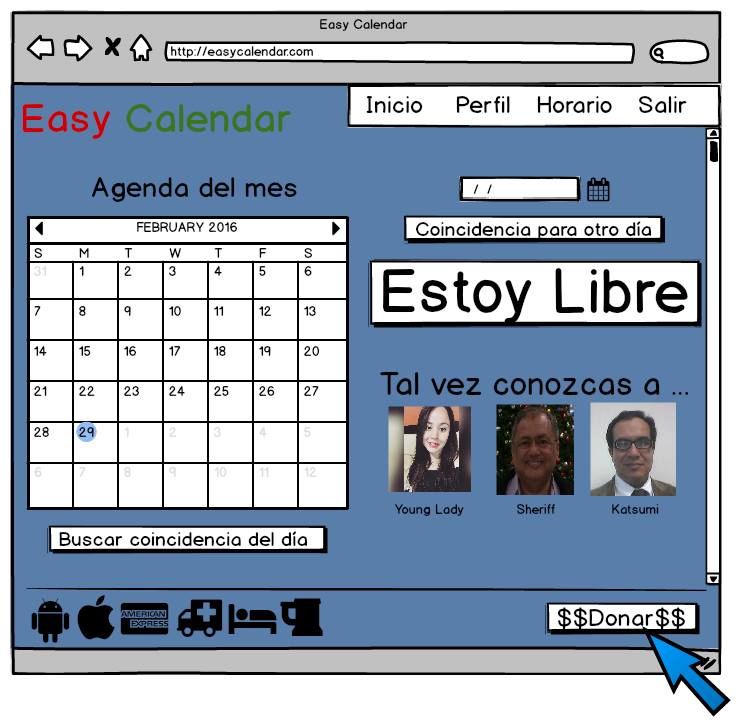 Easy Calendar
http://easycalendar.com
Easy Calendar
Inicio Perfil Horario Salir
Agenda del mes
FEBRUARY 2016
S M T W T F S
31 1 2 3 4 5 6
7 8 9 10 11 12 13
14 15 16 17 18 19 20
21 22 23 24 25 26 27
28 29 1 2 3 4 5
6 7 8 9 10 11 12
Buscar coincidencia del día
/ /
Coincidencia para otro día
Estoy Libre
Tal vez conozcas a ...
Young Lady Sheriff Katsumi
AMERICAN
EXPRESS
$$Donar$$